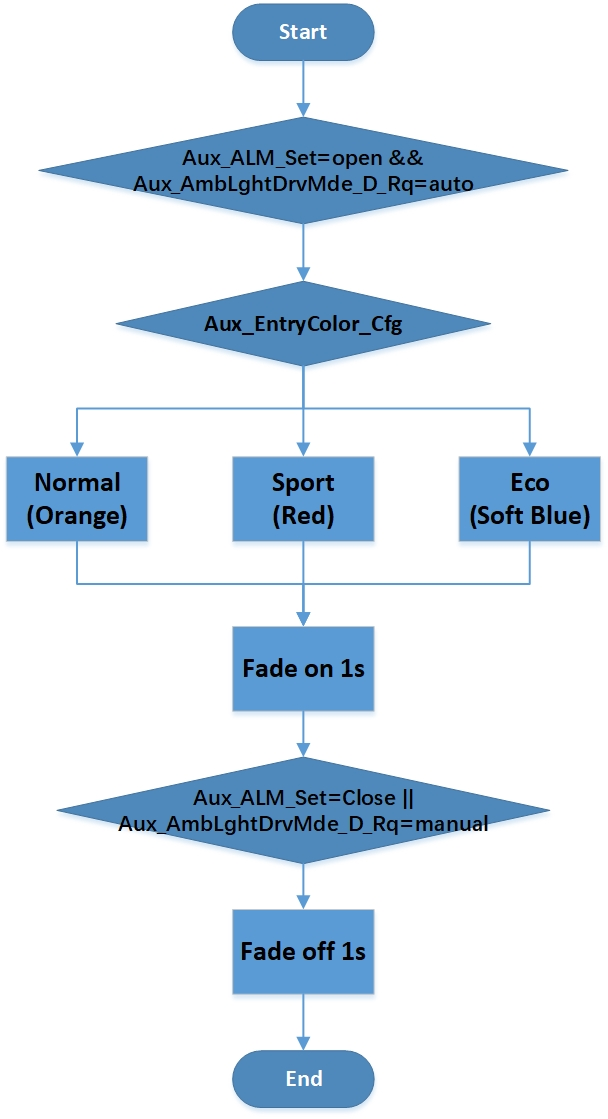 Start
Aux_ALM_Set=open &&
Aux_AmbLghtDrvMde_D_Rq=auto
Aux_EntryColor_Cfg
Normal
(Orange)
Sport
(Red)
Eco
(Soft Blue)
Fade on 1s
Aux_ALM_Set=Close ||
Aux_AmbLghtDrvMde_D_Rq=manual
Fade off 1s
End